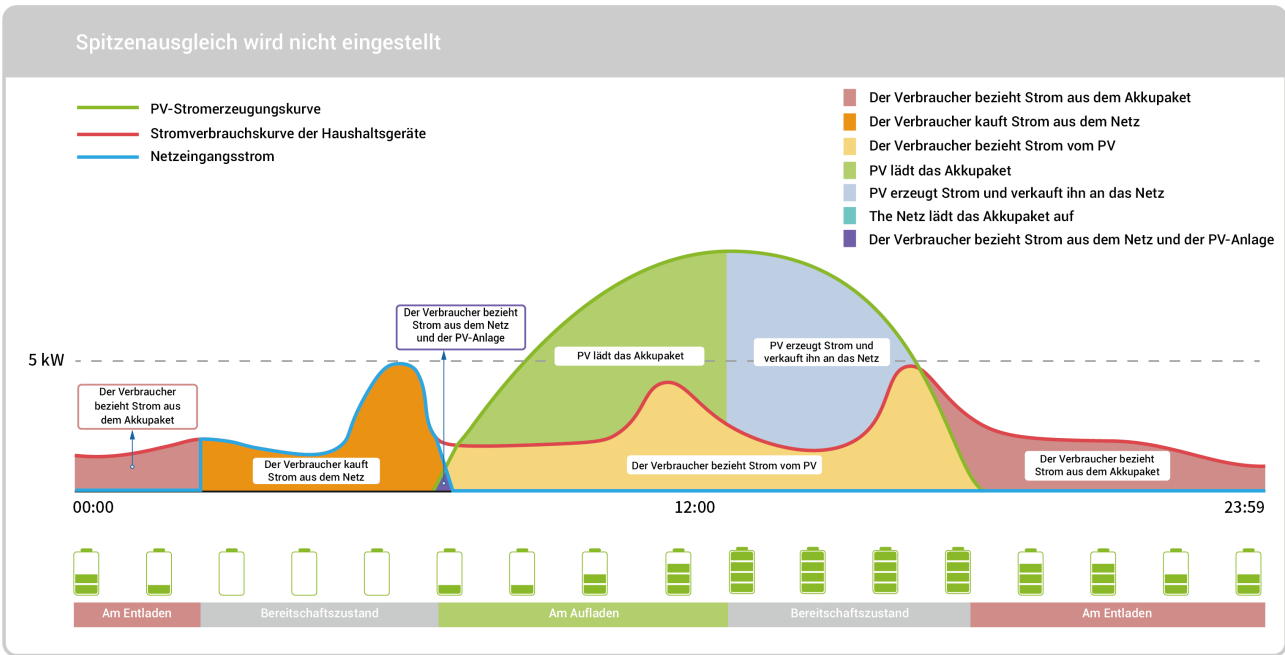 Spitzenausgleich wird nicht eingestellt
PV-Stromerzeugungskurve
Stromverbrauchskurve der Haushaltsgeräte
Netzeingangsstrom
Der Verbraucher bezieht Strom aus dem Akkupaket
Der Verbraucher kauft Strom aus dem Netz
Der Verbraucher bezieht Strom vom PV
PV lädt das Akkupaket
PV erzeugt Strom und verkauft ihn an das Netz
The Netz lädt das Akkupaket auf
Der Verbraucher bezieht Strom aus dem Netz und der PV-Anlage
Der Verbraucher bezieht
Strom aus dem Netz
und der PV-Anlage
5 kW
PV lädt das Akkupaket
PV erzeugt Strom und
verkauft ihn an das Netz
Der Verbraucher
bezieht Strom aus
dem Akkupaket
Der Verbraucher kauft
Strom aus dem Netz
Der Verbraucher bezieht Strom vom PV
Der Verbraucher bezieht
Strom aus dem Akkupaket
00:00
12:00
23:59
Am Entladen
Bereitschaftszustand
Am Aufladen
Bereitschaftszustand
Am Entladen